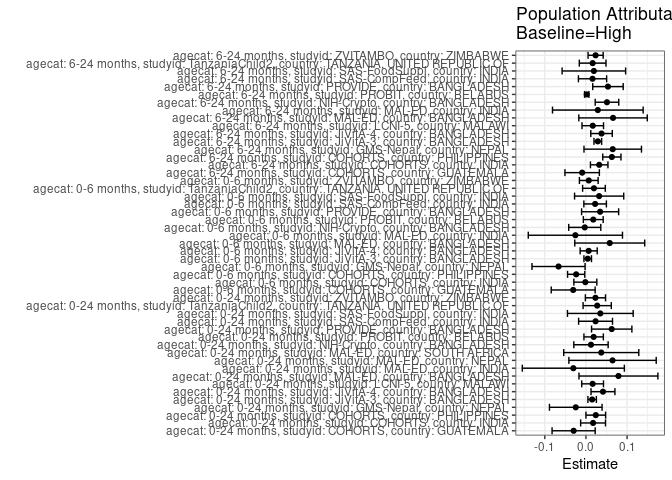 Population Attributa
Baseline=High
agecat: 6-24 months, studyid: ZVITAMBO, country: ZIMBABWE
agecat: 6-24 months, studyid: TanzaniaChild2, country: TANZANIA, UNITED REPUBLIC OF
agecat: 6-24 months, studyid: SAS-FoodSuppl, country: INDIA
agecat: 6-24 months, studyid: SAS-CompFeed, country: INDIA
agecat: 6-24 months, studyid: PROVIDE, country: BANGLADESH
agecat: 6-24 months, studyid: PROBIT, country: BELARUS
agecat: 6-24 months, studyid: NIH-Crypto, country: BANGLADESH
agecat: 6-24 months, studyid: MAL-ED, country: INDIA
agecat: 6-24 months, studyid: MAL-ED, country: BANGLADESH
agecat: 6-24 months, studyid: LCNI-5, country: MALAWI
agecat: 6-24 months, studyid: JiVitA-4, country: BANGLADESH
agecat: 6-24 months, studyid: JiVitA-3, country: BANGLADESH
agecat: 6-24 months, studyid: GMS-Nepal, country: NEPAL
agecat: 6-24 months, studyid: COHORTS, country: PHILIPPINES
agecat: 6-24 months, studyid: COHORTS, country: INDIA
agecat: 6-24 months, studyid: COHORTS, country: GUATEMALA
agecat: 0-6 months, studyid: ZVITAMBO, country: ZIMBABWE
agecat: 0-6 months, studyid: TanzaniaChild2, country: TANZANIA, UNITED REPUBLIC OF
agecat: 0-6 months, studyid: SAS-FoodSuppl, country: INDIA
agecat: 0-6 months, studyid: SAS-CompFeed, country: INDIA
agecat: 0-6 months, studyid: PROVIDE, country: BANGLADESH
agecat: 0-6 months, studyid: PROBIT, country: BELARUS
agecat: 0-6 months, studyid: NIH-Crypto, country: BANGLADESH
agecat: 0-6 months, studyid: MAL-ED, country: INDIA
agecat: 0-6 months, studyid: MAL-ED, country: BANGLADESH
agecat: 0-6 months, studyid: JiVitA-4, country: BANGLADESH
agecat: 0-6 months, studyid: JiVitA-3, country: BANGLADESH
agecat: 0-6 months, studyid: GMS-Nepal, country: NEPAL
agecat: 0-6 months, studyid: COHORTS, country: PHILIPPINES
agecat: 0-6 months, studyid: COHORTS, country: INDIA
agecat: 0-6 months, studyid: COHORTS, country: GUATEMALA
agecat: 0-24 months, studyid: ZVITAMBO, country: ZIMBABWE
agecat: 0-24 months, studyid: TanzaniaChild2, country: TANZANIA, UNITED REPUBLIC OF
agecat: 0-24 months, studyid: SAS-FoodSuppl, country: INDIA
agecat: 0-24 months, studyid: SAS-CompFeed, country: INDIA
agecat: 0-24 months, studyid: PROVIDE, country: BANGLADESH
agecat: 0-24 months, studyid: PROBIT, country: BELARUS
agecat: 0-24 months, studyid: NIH-Crypto, country: BANGLADESH
agecat: 0-24 months, studyid: MAL-ED, country: SOUTH AFRICA
agecat: 0-24 months, studyid: MAL-ED, country: NEPAL
agecat: 0-24 months, studyid: MAL-ED, country: INDIA
agecat: 0-24 months, studyid: MAL-ED, country: BANGLADESH
agecat: 0-24 months, studyid: LCNI-5, country: MALAWI
agecat: 0-24 months, studyid: JiVitA-4, country: BANGLADESH
agecat: 0-24 months, studyid: JiVitA-3, country: BANGLADESH
agecat: 0-24 months, studyid: GMS-Nepal, country: NEPAL
agecat: 0-24 months, studyid: COHORTS, country: PHILIPPINES
agecat: 0-24 months, studyid: COHORTS, country: INDIA
agecat: 0-24 months, studyid: COHORTS, country: GUATEMALA
-0.1 0.0 0.1
Estimate